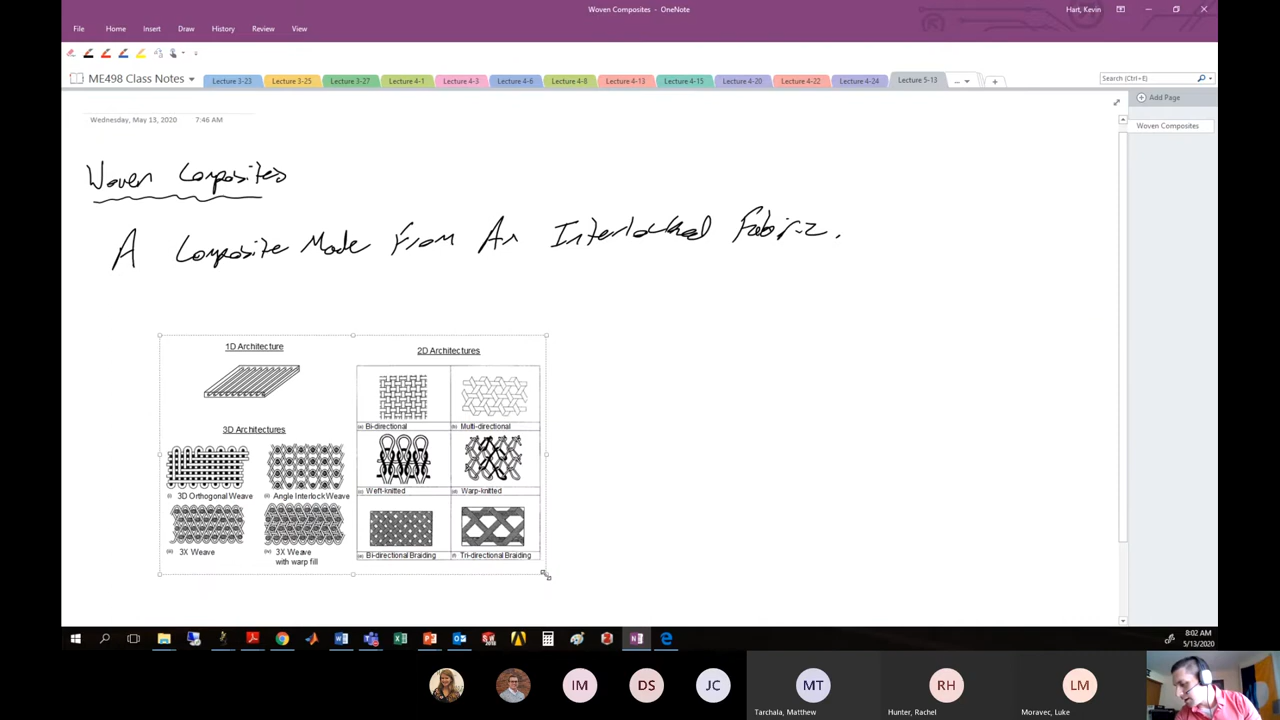 Woven Composites - OneNote
Hart, Kevin
File Home Insert Draw History Review View
ME498 Class Notes
Lecture 3-23 Lecture 3-25 Lecture 3-27 Lecture 4-1 Lecture 4-3 Lecture 4-6 Lecture 4-8 Lecture 4-13 Lecture 4-15 Lecture 4-20 Lecture 4-22 Lecture 4-24 Lecture 5-13
Search (Ctrl+E)
Add Page
Woven Composites
Wednesday, May 13, 2020 7:46 AM
Woven Composites
A Composite Made From An Interlocked
1D Architecture
2D Architectures
(a) Bi-directional
(b) Multi-directional
3D Architectures
(c) Weft-knitted
(d) Warp-knitted
(i) 3D Orthogonal Weave
(ii) Angle Interlock Weave
(iii) 3X Weave
(iv) 3X Weave
with warp fill
(e) Bi-directional Braiding
(f) Tri-directional Braiding
8:02 AM
5/13/2020
IM DS JC MT RH LM
Tarchala, Matthew
Hunter, Rachel
Moravec, Luke